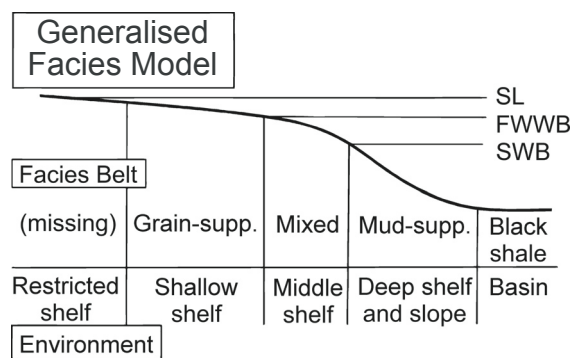 Generalised
Facies Model
SL
FWWB
SWB
Facies Belt
(missing)
Grain-supp.
Mixed
Mud-supp.
Black
shale
Restricted
shelf
Shallow
shelf
Middle
shelf
Deep shelf
and slope
Basin
Environment